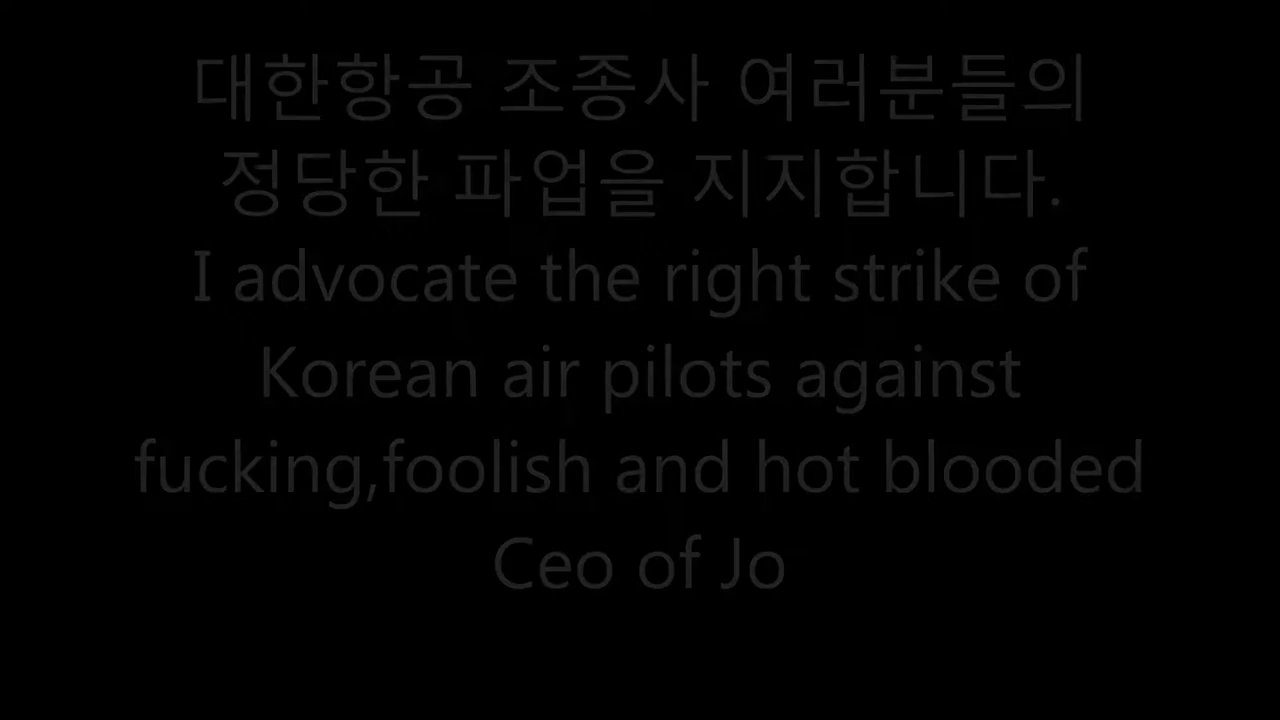 대한항공 조종사 여러분들의
정당한 파업을 지지합니다.
I advocate the right strike of
Korean air pilots against
fucking,foolish and hot blooded
Ceo of Jo